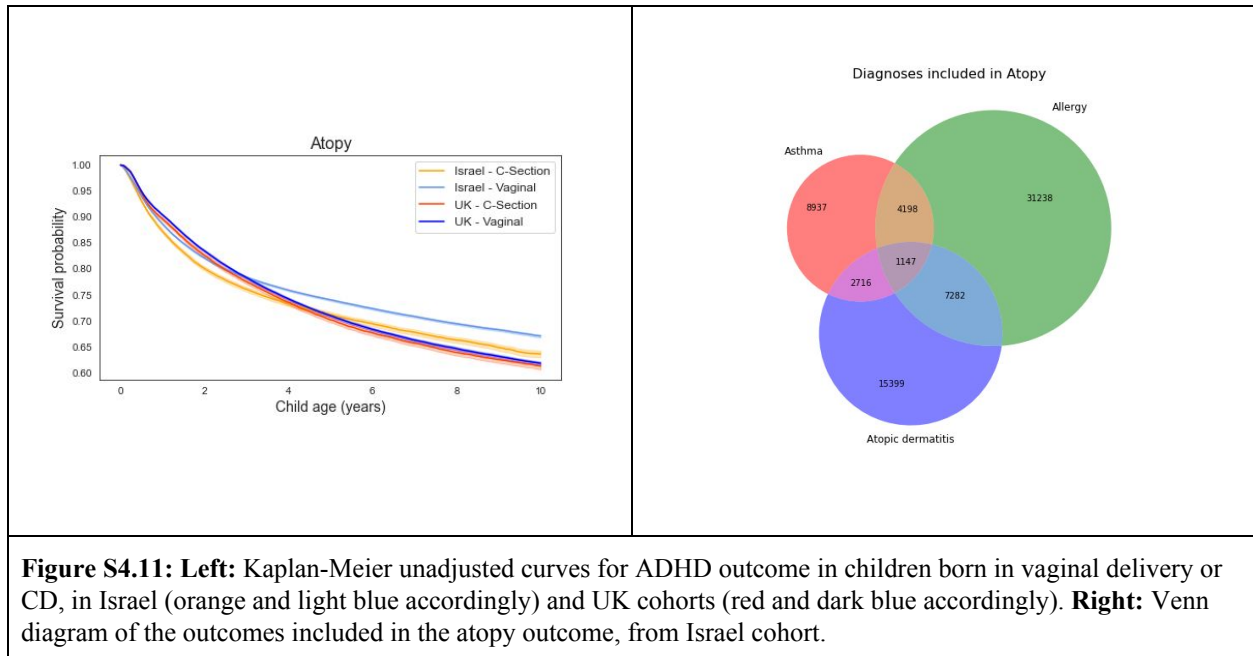 Atopy
Israel - C-Section
Israel - Vaginal
UK - C-Section
UK - Vaginal
1.00
0.95
0.90
0.85
0.80
0.75
0.70
0.65
0.60
Survival probability
0 2 4 6 8 10
Child age (years)
Diagnoses included in Atopy
Allergy
Asthma
8937
4198
31238
1147
2716
7282
15399
Atopic dermatitis
Figure S4.11: Left: Kaplan-Meier unadjusted curves for ADHD outcome in children born in vaginal delivery or
CD, in Israel (orange and light blue accordingly) and UK cohorts (red and dark blue accordingly). Right: Venn
diagram of the outcomes included in the atopy outcome, from Israel cohort.